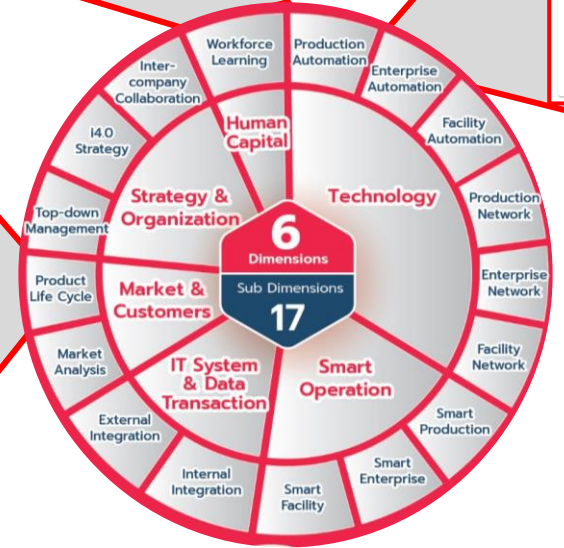 6
Dimensions
Sub Dimensions
17
Human
Capital
Technology
Smart
Operation
IT System
& Data
Transaction
Market &
Customers
Strategy &
Organization
Workforce
Learning
Production
Automation
Enterprise
Automation
Facility
Automation
Production
Network
Enterprise
Network
Facility
Network
Smart
Production
Smart
Enterprise
Smart
Facility
Internal
Integration
External
Integration
Market
Analysis
Product
Life Cycle
Top-down
Management
I4.0
Strategy
Inter-
company
Collaboration